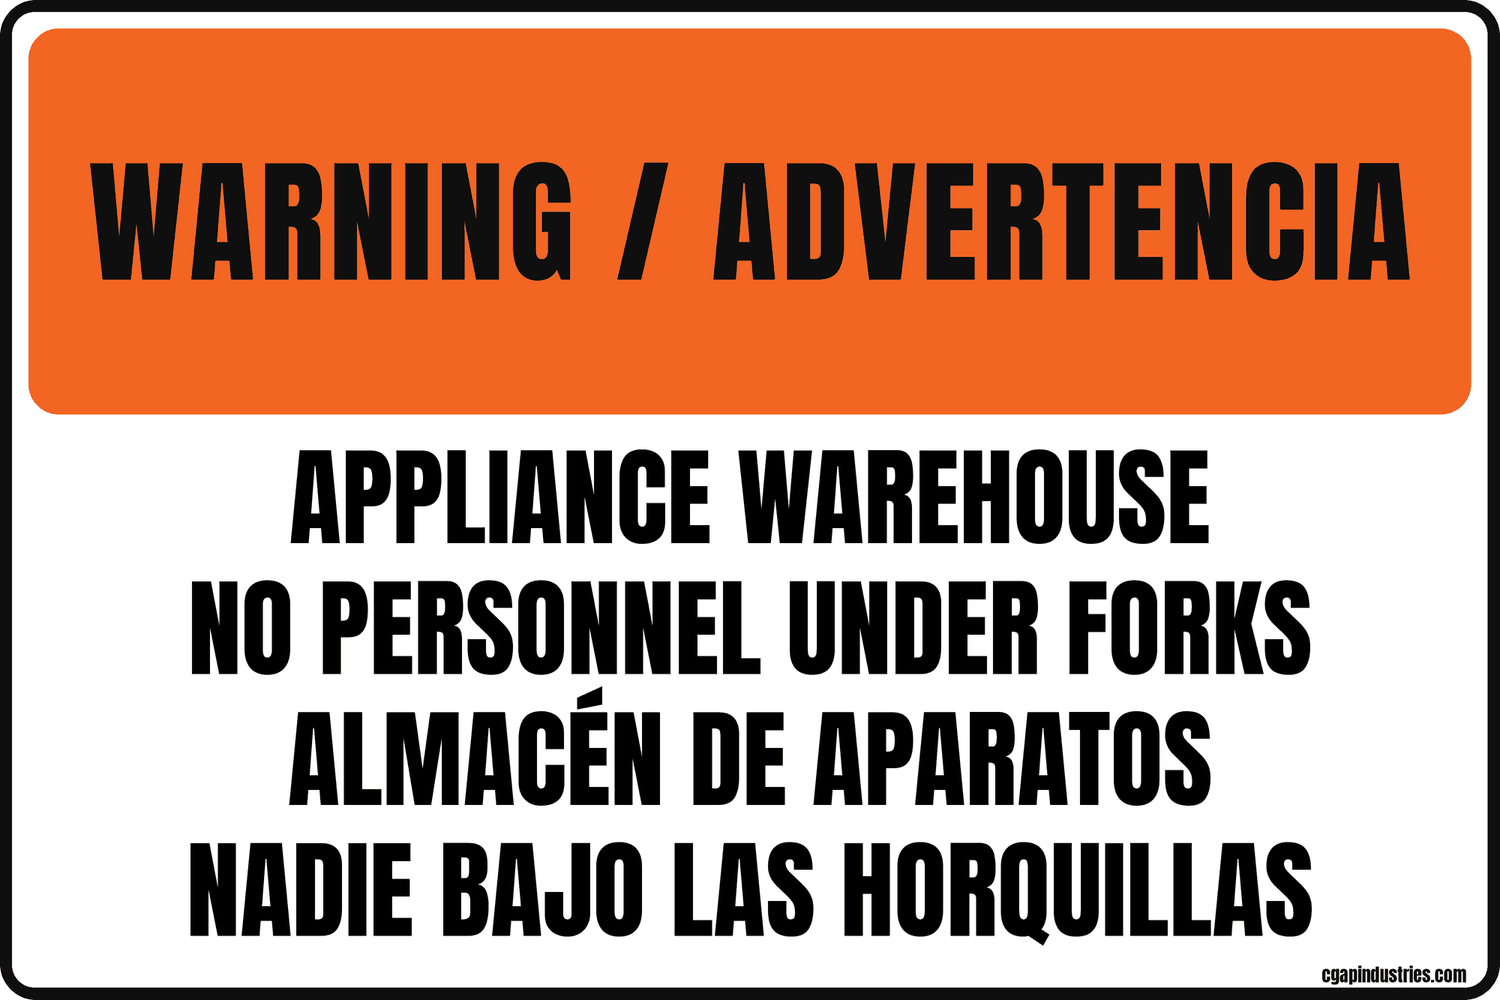 WARNING / ADVERTENCIA
APPLIANCE WAREHOUSE
NO PERSONNEL UNDER FORKS
ALMACÉN DE APARATOS
NADIE BAJO LAS HORQUILLAS
cgapindustries.com